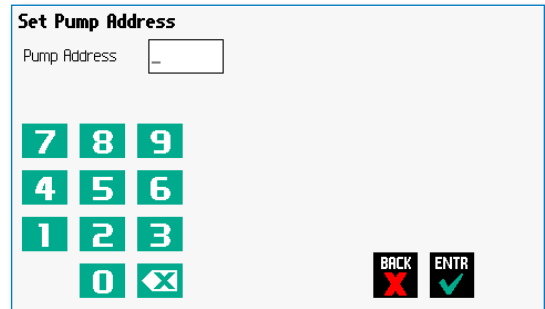 Set Pump Address
Pump Address _
7 8 9
4 5 6
1 2 3
0
BACK ENTR